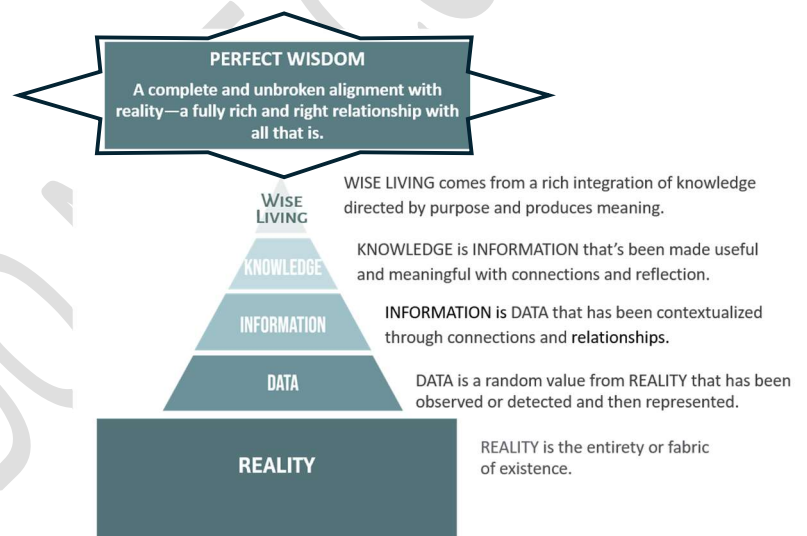 PERFECT WISDOM
A complete and unbroken alignment with
reality—a fully rich and right relationship with
all that is.
WISE
LIVING
WISE LIVING comes from a rich integration of knowledge
directed by purpose and produces meaning.
KNOWLEDGE
KNOWLEDGE is INFORMATION that's been made useful
and meaningful with connections and reflection.
INFORMATION
INFORMATION is DATA that has been contextualized
through connections and relationships.
DATA
DATA is a random value from REALITY that has been
observed or detected and then represented.
REALITY
REALITY is the entirety or fabric
of existence.